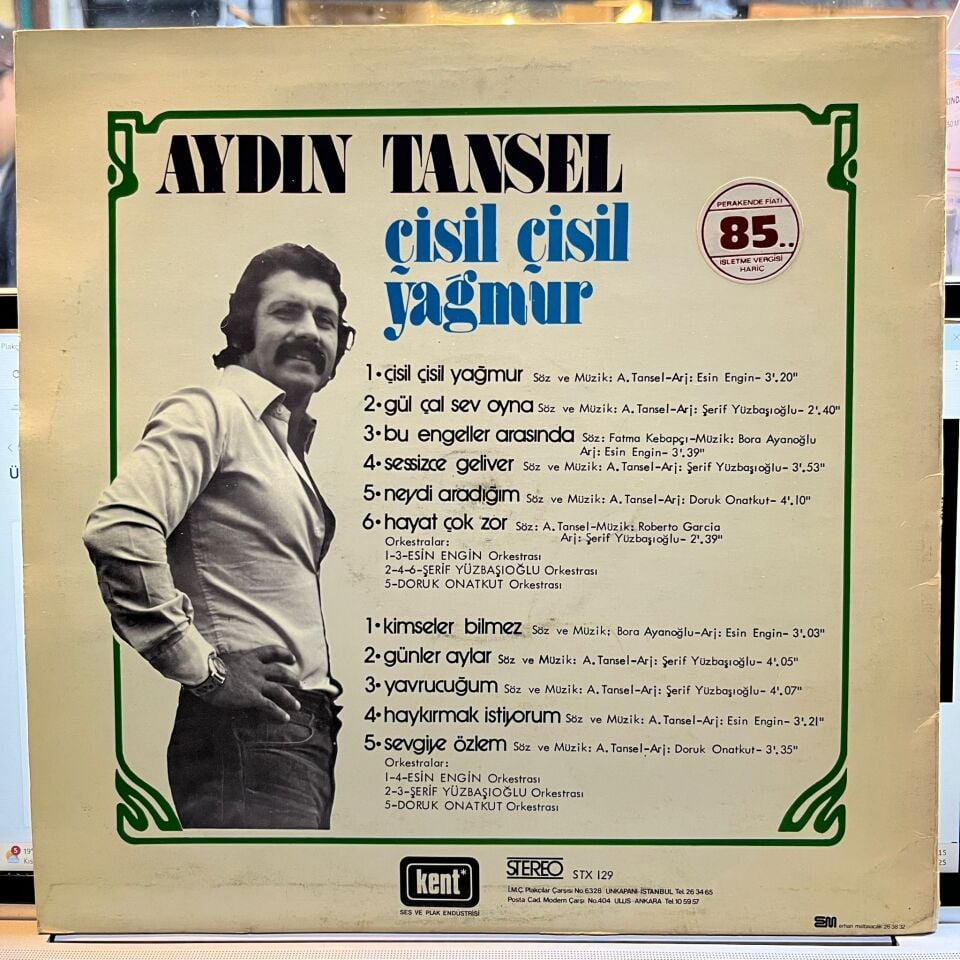 AYDIN TANSEL
çisil çisil
yağmur
PERAKENDE FİATI
85..
İŞLETME VERGİSİ
HARİÇ
1•çisil çisil yağmur Söz ve Müzik: A.Tansel-Arj: Esin Engin- 3'.20"
2•gül çal sev oyna Söz ve Müzik: A.Tansel-Arj: Şerif Yüzbaşıoğlu- 2'.40"
3•bu engeller arasında Söz: Fatma Kebapçı-Müzik: Bora Ayanoğlu
Arj: Esin Engin- 3'.39"
4•sessizce geliver Söz ve Müzik: A.Tansel-Arj: Şerif Yüzbaşıoğlu- 3'.53"
5•neydi aradığım Söz ve Müzik: A.Tansel-Arj: Doruk Onatkut- 4'.10"
6•hayat çok zor Söz: A.Tansel-Müzik: Roberto Garcia
Arj: Şerif Yüzbaşıoğlu- 2'.39"
Orkestralar:
1-3-ESİN ENGİN Orkestrası
2-4-6-ŞERİF YÜZBAŞIOĞLU Orkestrası
5-DORUK ONATKUT Orkestrası
1•kimseler bilmez Söz ve Müzik: Bora Ayanoğlu-Arj: Esin Engin- 3'.03"
2•günler aylar Söz ve Müzik: A.Tansel-Arj: Şerif Yüzbaşıoğlu- 4'.05"
3•yavrucuğum Söz ve Müzik: A.Tansel-Arj: Şerif Yüzbaşıoğlu- 4'.07"
4•haykırmak istiyorum Söz ve Müzik: A.Tansel-Arj: Esin Engin- 3'.21"
5•sevgiye özlem Söz ve Müzik: A.Tansel-Arj: Doruk Onatkut- 3'.35"
Orkestralar:
1-4-ESİN ENGİN Orkestrası
2-3-ŞERİF YÜZBAŞIOĞLU Orkestrası
5-DORUK ONATKUT Orkestrası
kent*
SES VE PLAK ENDÜSTRİSİ
STEREO STX 129
İ.M.Ç. Plakçılar Çarşısı No.6328 UNKAPANI-İSTANBUL Tel. 26 34 65
Posta Cad. Modern Çarşı No.404 ULUS-ANKARA Tel.10 59 57
EM erhan matbaacılık 26 38 32